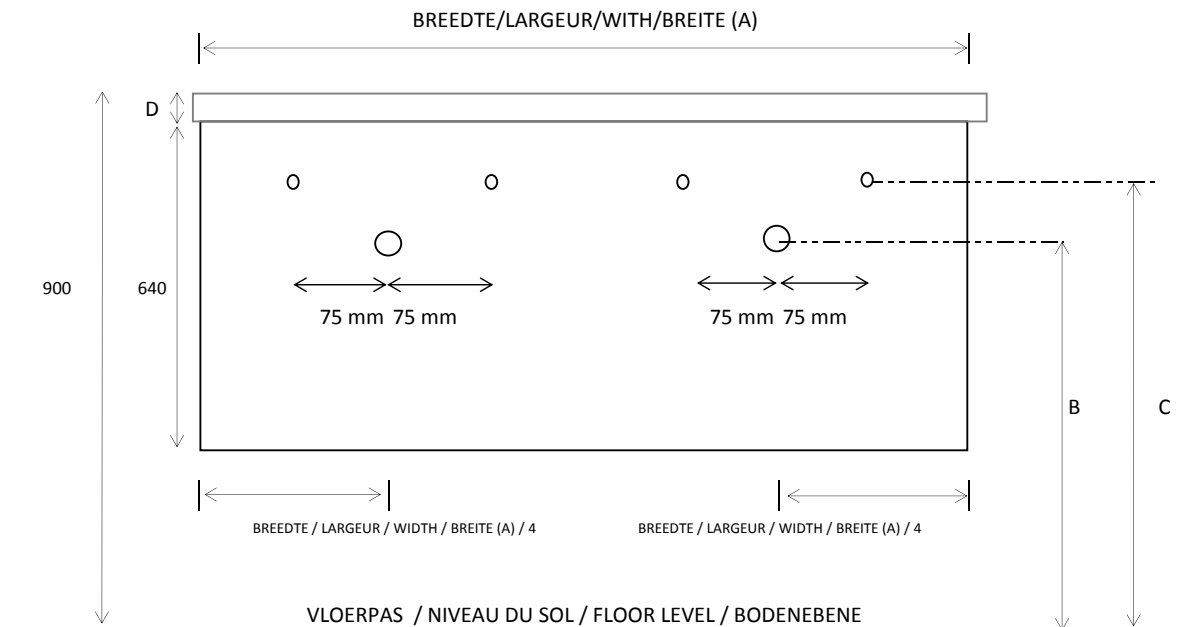 BREEDTE/LARGEUR/WITH/BREITE (A)
D
900
640
75 mm 75 mm
75 mm 75 mm
B
C
BREEDTE / LARGEUR / WIDTH / BREITE (A) / 4
BREEDTE / LARGEUR / WIDTH / BREITE (A) / 4
VLOERPAS / NIVEAU DU SOL / FLOOR LEVEL / BODENEBENE